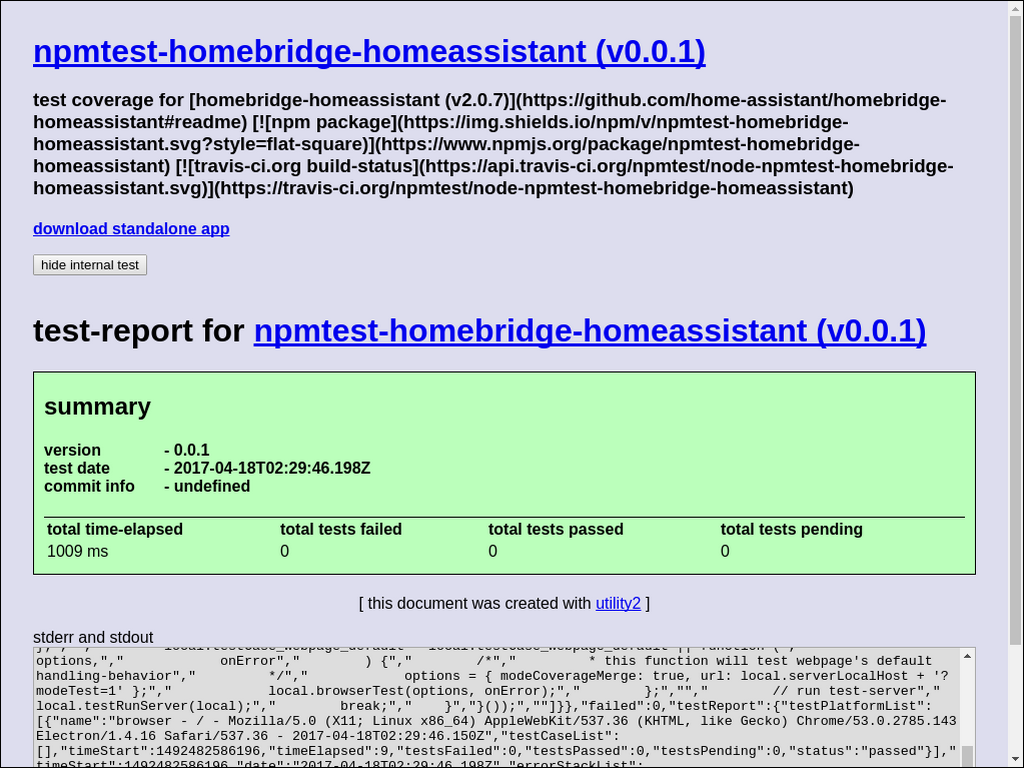 npmtest-homebridge-homeassistant (v0.0.1)
test coverage for [homebridge-homeassistant (v2.0.7)](https://github.com/home-assistant/homebridge-
homeassistant#readme) [![npm package](https://img.shields.io/npm/v/npmtest-homebridge-
homeassistant.svg?style=flat-square)](https://www.npmjs.org/package/npmtest-homebridge-
homeassistant) [![travis-ci.org build-status](https://api.travis-ci.org/npmtest/node-npmtest-homebridge-
homeassistant.svg)](https://travis-ci.org/npmtest/node-npmtest-homebridge-homeassistant)
download standalone app
hide internal test
test-report for npmtest-homebridge-homeassistant (v0.0.1)
summary
version - 0.0.1
test date - 2017-04-18T02:29:46.198Z
commit info - undefined
total time-elapsed total tests failed total tests passed total tests pending
1009 ms 0 0 0
[ this document was created with utility2 ]
stderr and stdout
options,"," onError"," ) {"," /*"," * this function will test webpage's default
handling-behavior"," */"," options = { modeCoverageMerge: true, url: local.serverLocalHost + '?
modeTest=1' };"," local.browserTest(options, onError);"," };",""," // run test-server","
local.testRunServer(local);"," break;"," }","}());",""]}},"failed":0,"testReport":{"testPlatformList":
[{"name":"browser - / - Mozilla/5.0 (X11; Linux x86_64) AppleWebKit/537.36 (KHTML, like Gecko) Chrome/53.0.2785.143
Electron/1.4.16 Safari/537.36 - 2017-04-18T02:29:46.150Z","testCaseList":
[],"timeStart":1492482586196,"timeElapsed":9,"testsFailed":0,"testsPassed":0,"testsPending":0,"status":"passed"}],"
timeStart":1492482586196,"date":"2017-04-18T02:29:46.198Z","errorStackList":